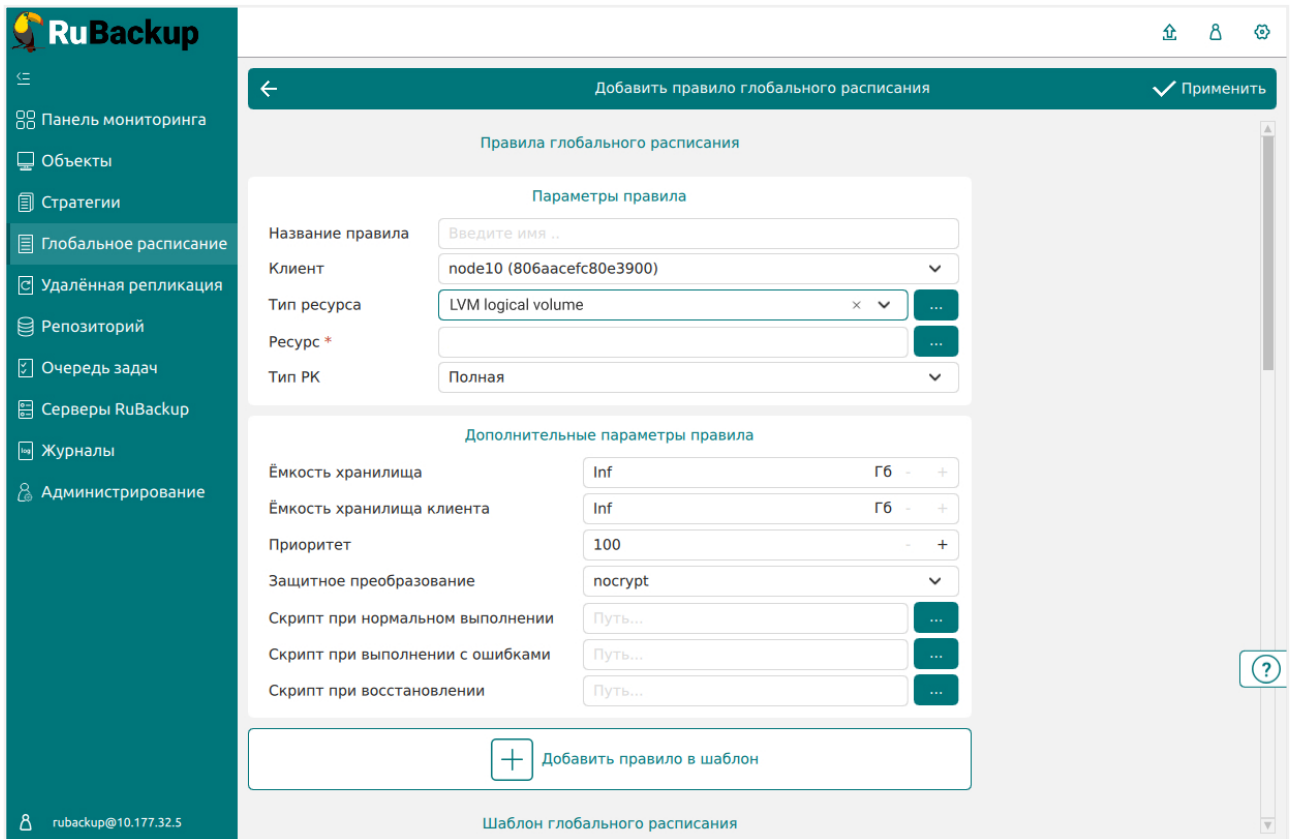 RuBackup
Добавить правило глобального расписания
Применить
Панель мониторинга
Объекты
Стратегии
Глобальное расписание
Удалённая репликация
Репозиторий
Очередь задач
Серверы RuBackup
log Журналы
Администрирование
rubackup@10.177.32.5
Правила глобального расписания
Параметры правила
Название правила Введите имя ..
Клиент node10 (806aacefc80e3900)
Тип ресурса LVM logical volume × ...
Ресурс * ...
Тип РК Полная
Дополнительные параметры правила
Ёмкость хранилища Inf Гб - +
Ёмкость хранилища клиента Inf Гб - +
Приоритет 100 - +
Защитное преобразование nocrypt
Скрипт при нормальном выполнении Путь... ...
Скрипт при выполнении с ошибками Путь... ...
Скрипт при восстановлении Путь... ...
?
Добавить правило в шаблон
Шаблон глобального расписания